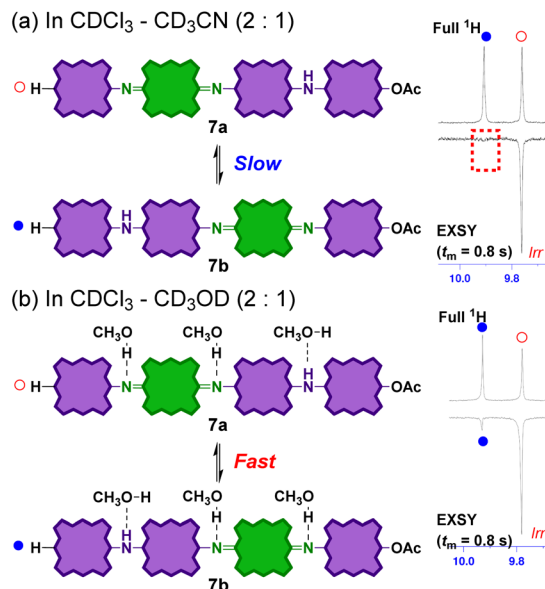 (a) In CDCl₃ - CD₃CN (2 : 1)
Full ¹H
H N N H N OAc
7a
Slow
H H N N N OAc
7b
EXSY
(tₘ = 0.8 s)
Irr
10.0 9.8
(b) In CDCl₃ - CD₃OD (2 : 1)
Full ¹H
CH₃O CH₃O CH₃O-H
H H H
H N N N OAc
7a
Fast
CH₃O-H CH₃O CH₃O
H H H
H N N N OAc
7b
EXSY
(tₘ = 0.8 s)
Irr
10.0 9.8